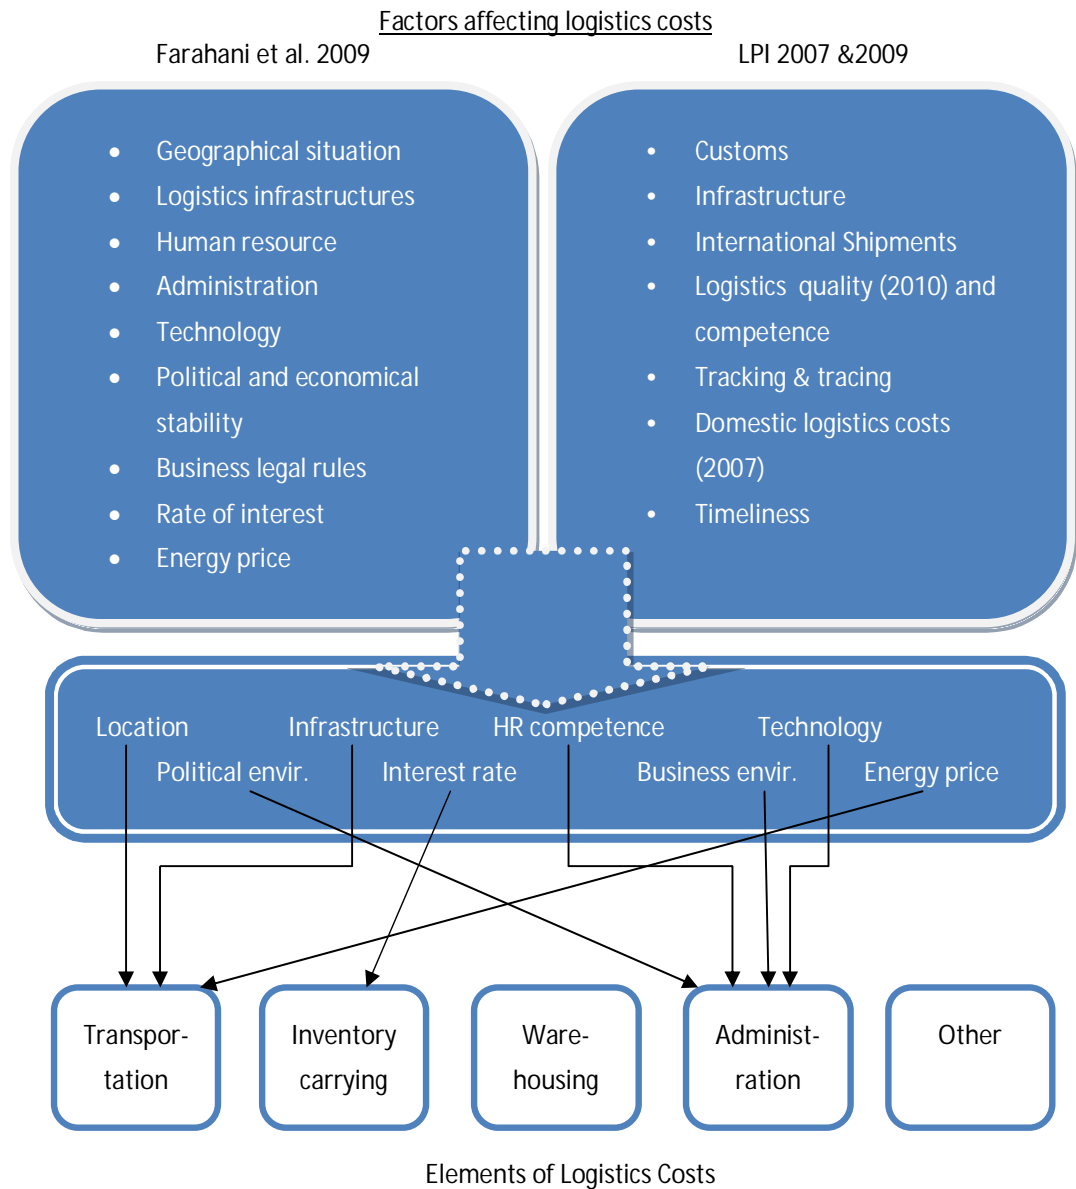 Factors affecting logistics costs
Farahani et al. 2009
LPI 2007 &2009
• Geographical situation
• Logistics infrastructures
• Human resource
• Administration
• Technology
• Political and economical
stability
• Business legal rules
• Rate of interest
• Energy price
• Customs
• Infrastructure
• International Shipments
• Logistics quality (2010) and
competence
• Tracking & tracing
• Domestic logistics costs
(2007)
• Timeliness
Location Infrastructure HR competence Technology
Political envir. Interest rate Business envir. Energy price
Transpor-
tation
Inventory
carrying
Ware-
housing
Administ-
ration
Other
Elements of Logistics Costs